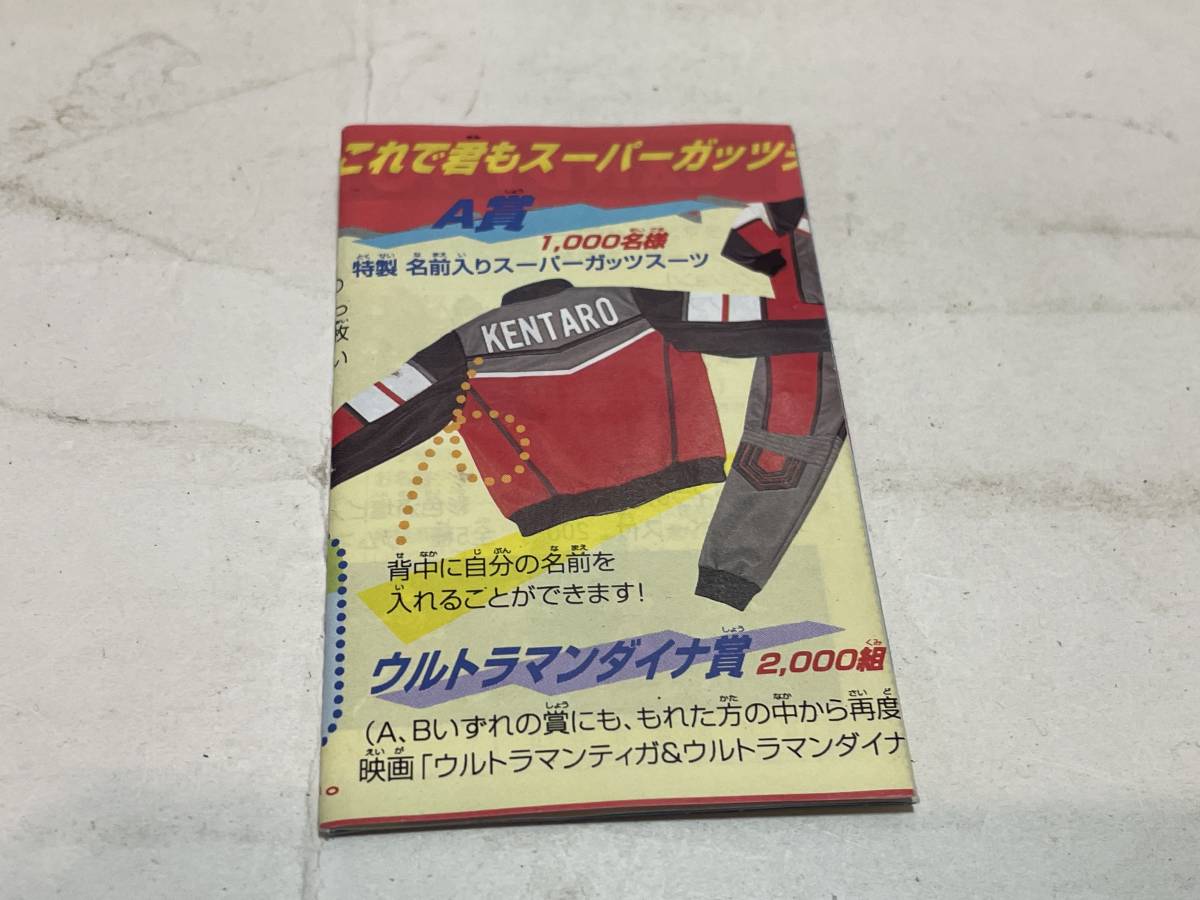 これで君もスーパーガッツ
A賞
1,000名様
特製 名前入りスーパーガッツスーツ
KENTARO
背中に自分の名前を
入れることができます!
ウルトラマンダイナ賞 2,000組
(A、Bいずれの賞にも、もれた方の中から再度
映画「ウルトラマンティガ&ウルトラマンダイナ